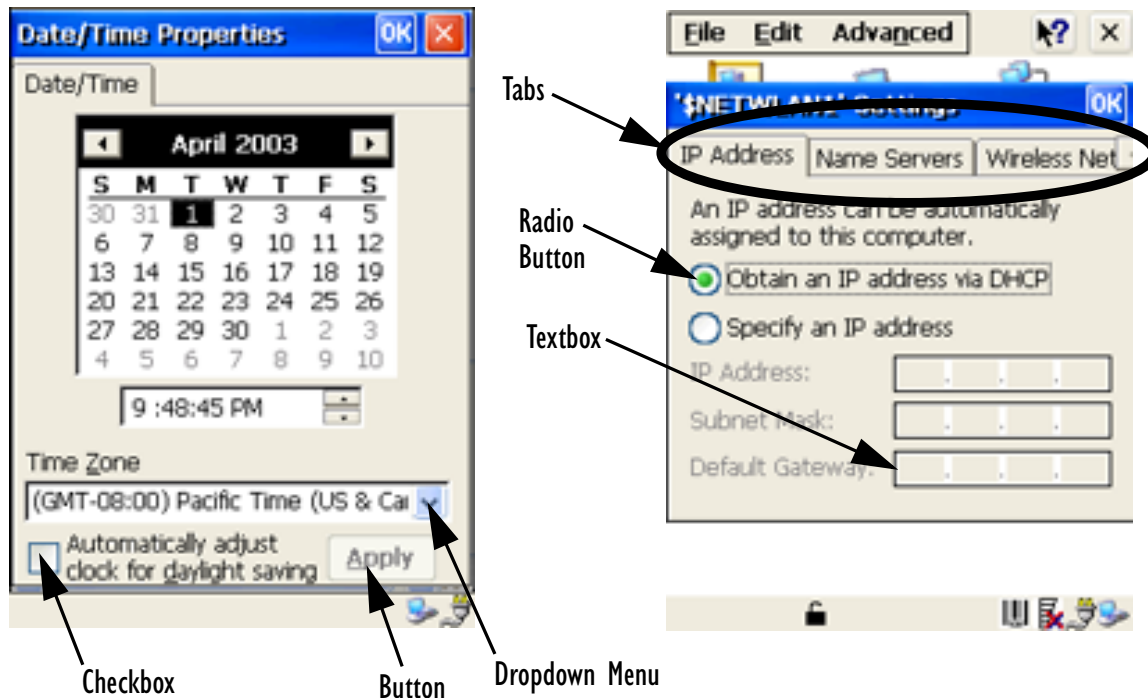 Date/Time Properties OK
Date/Time
April 2003
S M T W T F S
30 31 1 2 3 4 5
6 7 8 9 10 11 12
13 14 15 16 17 18 19
20 21 22 23 24 25 26
27 28 29 30 1 2 3
4 5 6 7 8 9 10
9 :48:45 PM
Time Zone
(GMT-08:00) Pacific Time (US & Ca
Automatically adjust
clock for daylight saving
Apply
Checkbox
Button
Dropdown Menu
File Edit Advanced ?
Tabs
'$NETWLAN1' Settings OK
IP Address Name Servers Wireless Net
An IP address can be automatically
assigned to this computer.
Radio
Button
Obtain an IP address via DHCP
Specify an IP address
Textbox
IP Address: . . .
Subnet Mask: . . .
Default Gateway: . . .